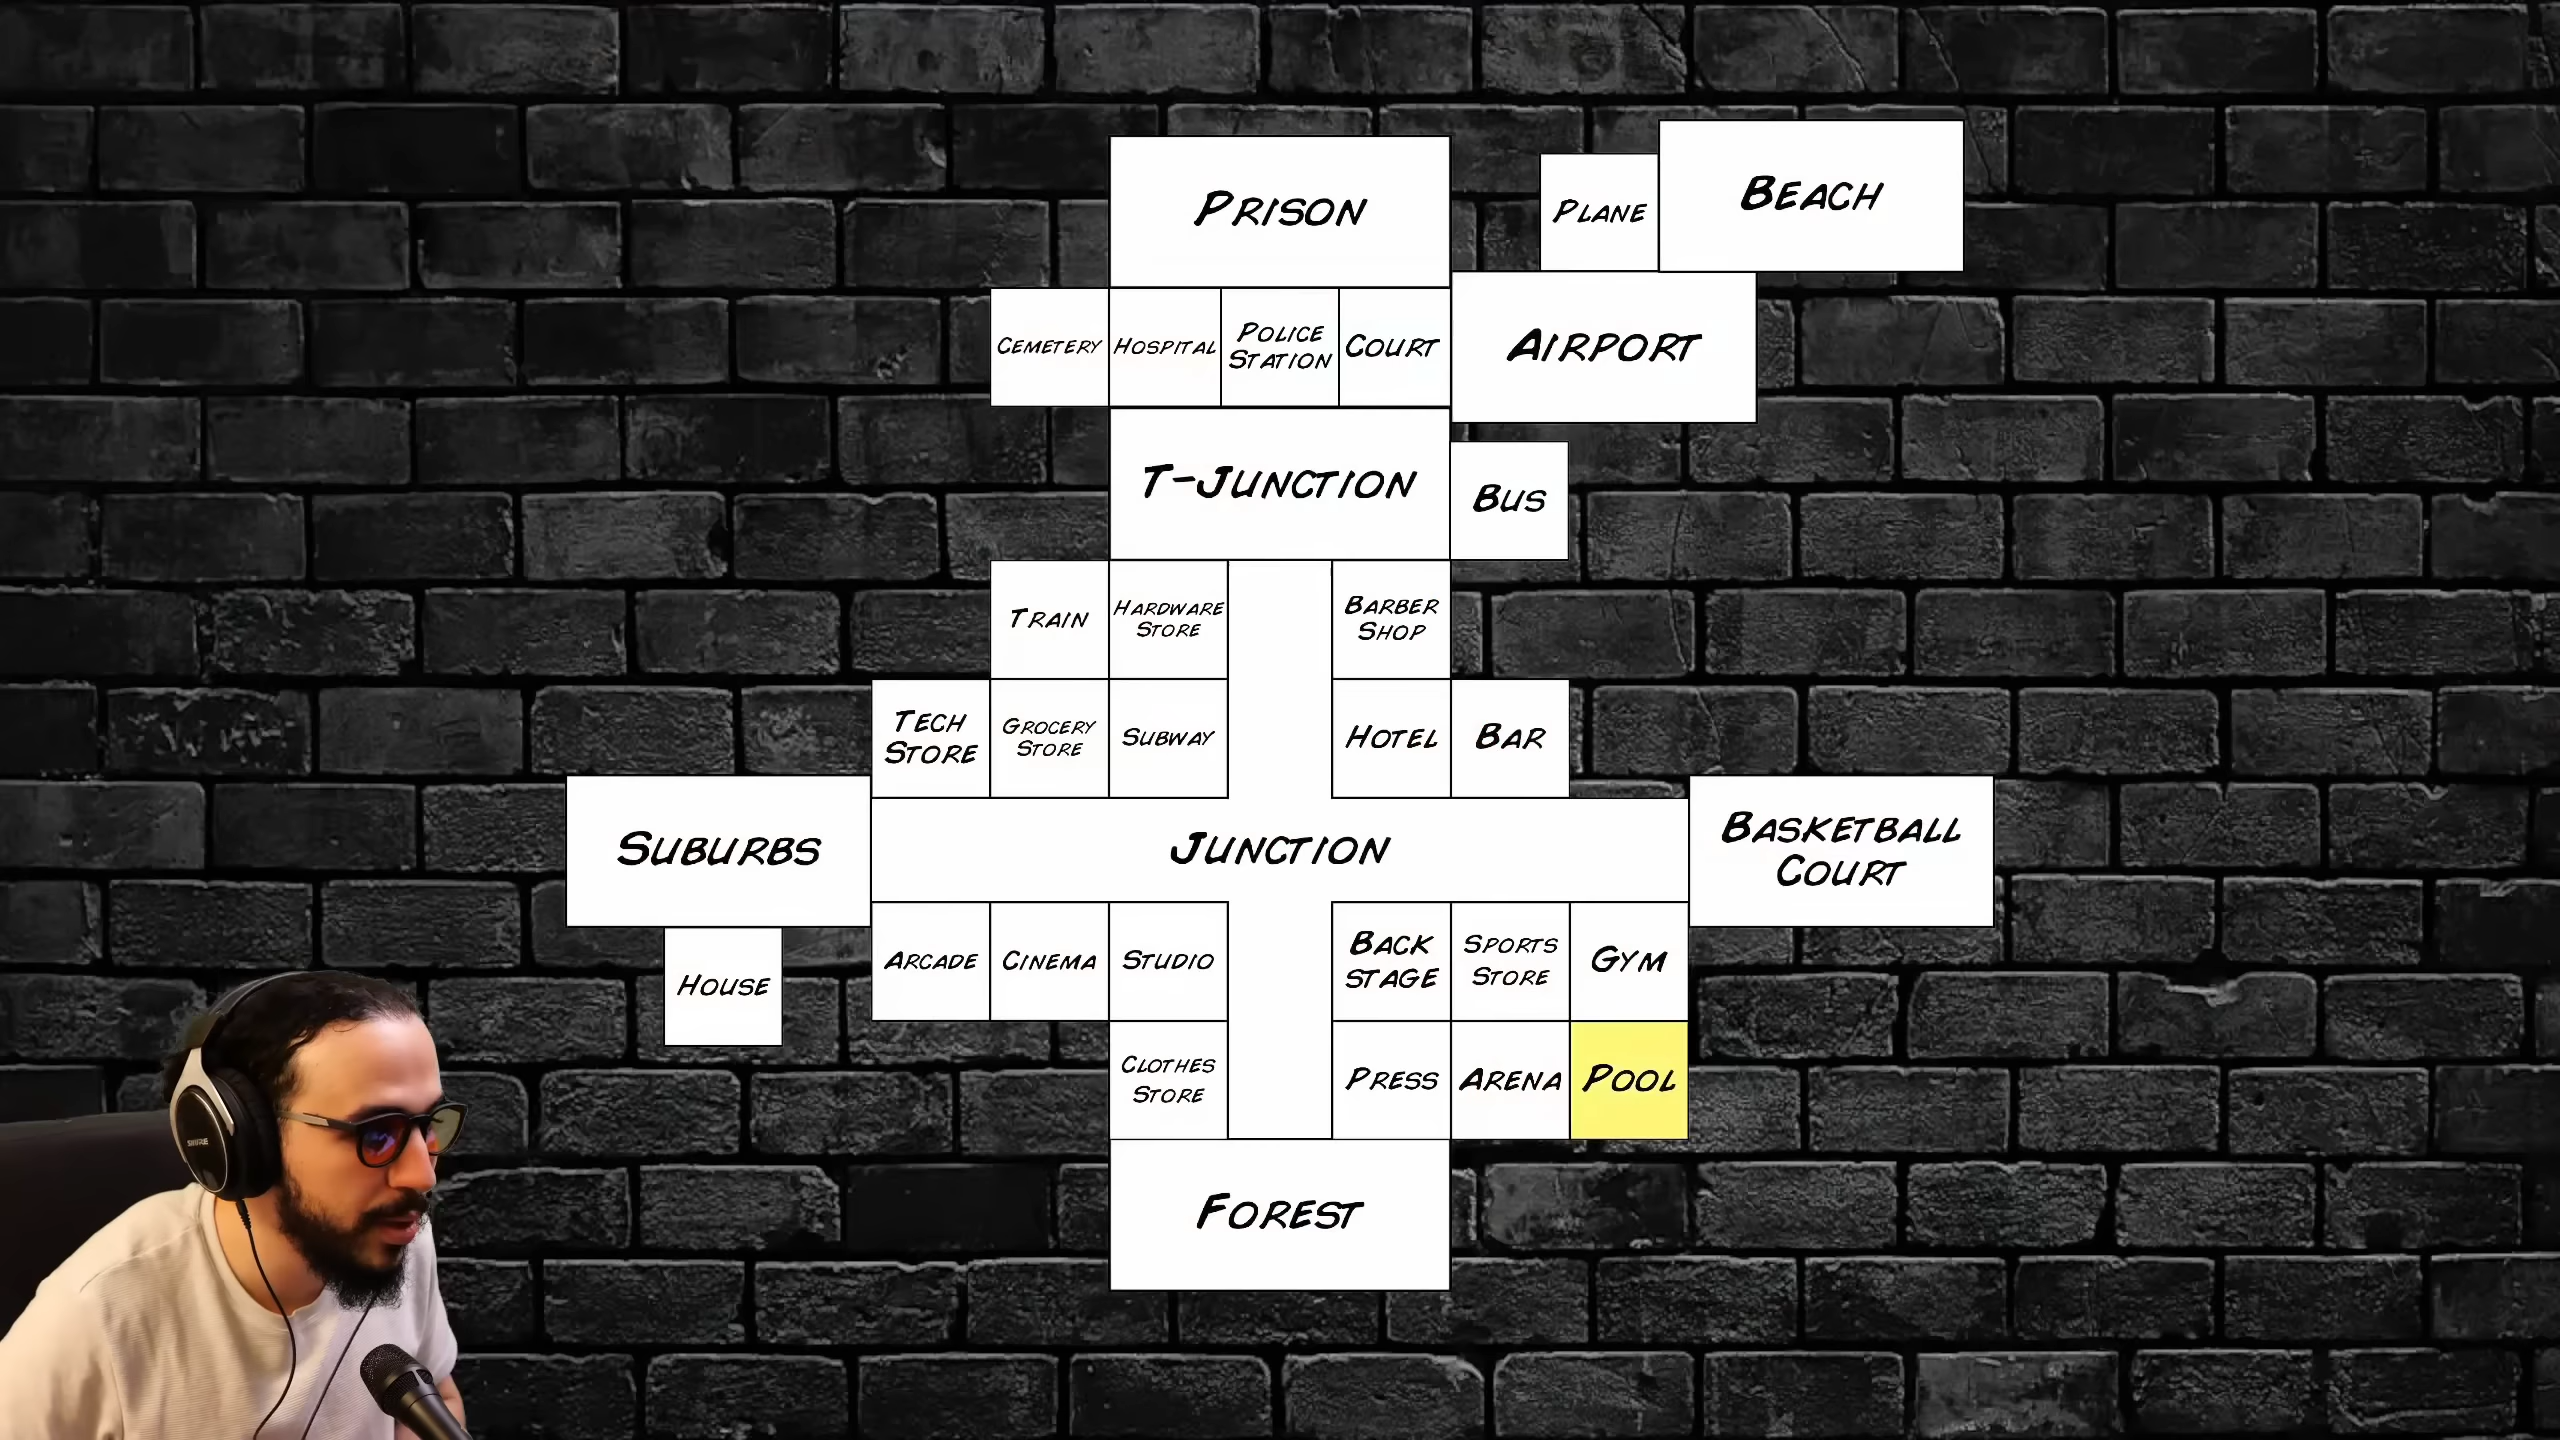 PRISON
PLANE
BEACH
CEMETERY
HOSPITAL
POLICE
STATION
COURT
AIRPORT
T-JUNCTION
BUS
TRAIN
HARDWARE
STORE
BARBER
SHOP
TECH
STORE
GROCERY
STORE
SUBWAY
HOTEL
BAR
SUBURBS
JUNCTION
BASKETBALL
COURT
HOUSE
ARCADE
CINEMA
STUDIO
BACK
STAGE
SPORTS
STORE
GYM
CLOTHES
STORE
PRESS
ARENA
POOL
FOREST
SHURE